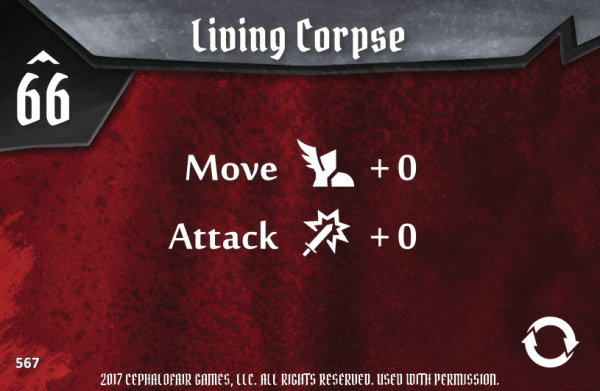 Living Corpse
66
Move + 0
Attack + 0
567
2017 CEPHALOFAIR GAMES, LLC. ALL RIGHTS RESERVED. USED WITH PERMISSION.